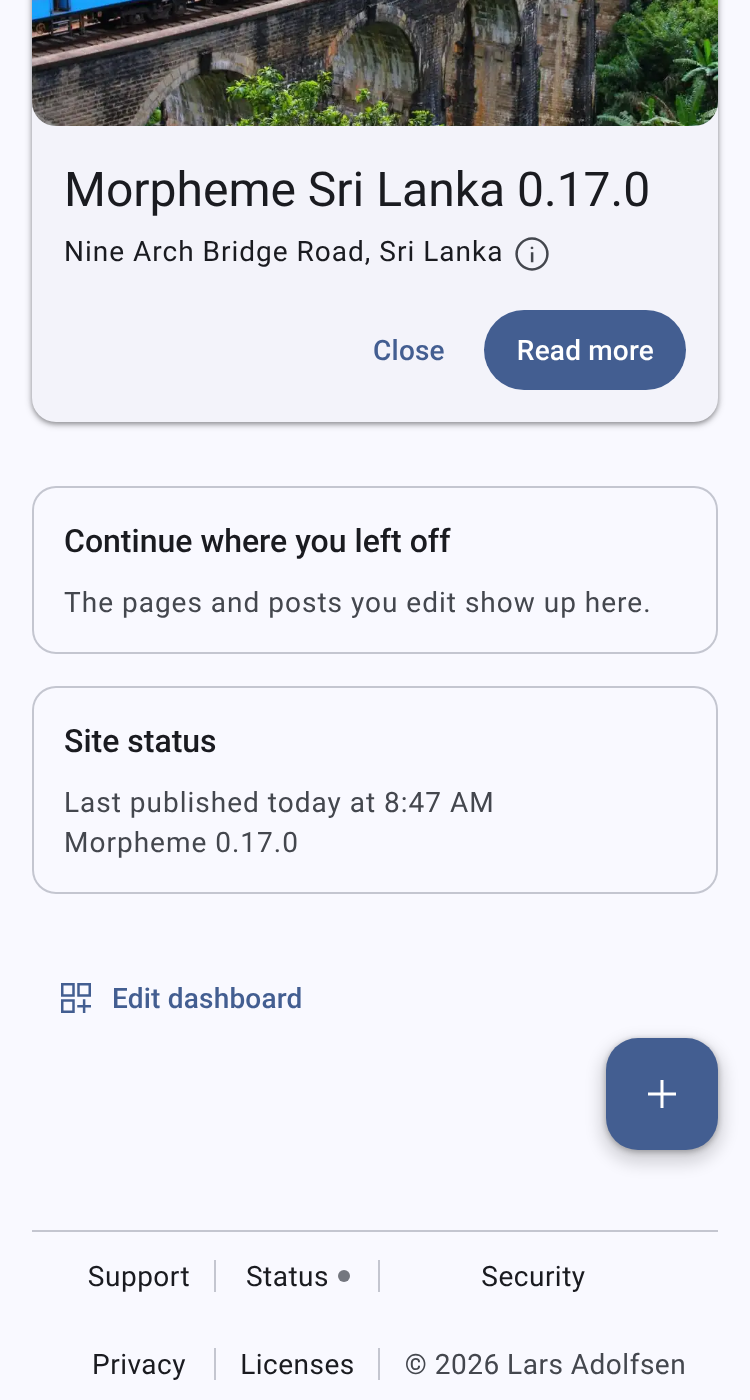 Morpheme Sri Lanka 0.17.0
Nine Arch Bridge Road, Sri Lanka
Close
Read more
Continue where you left off
The pages and posts you edit show up here.
Site status
Last published today at 8:47 AM
Morpheme 0.17.0
Edit dashboard
Support
Status
Security
Privacy
Licenses
© 2026 Lars Adolfsen